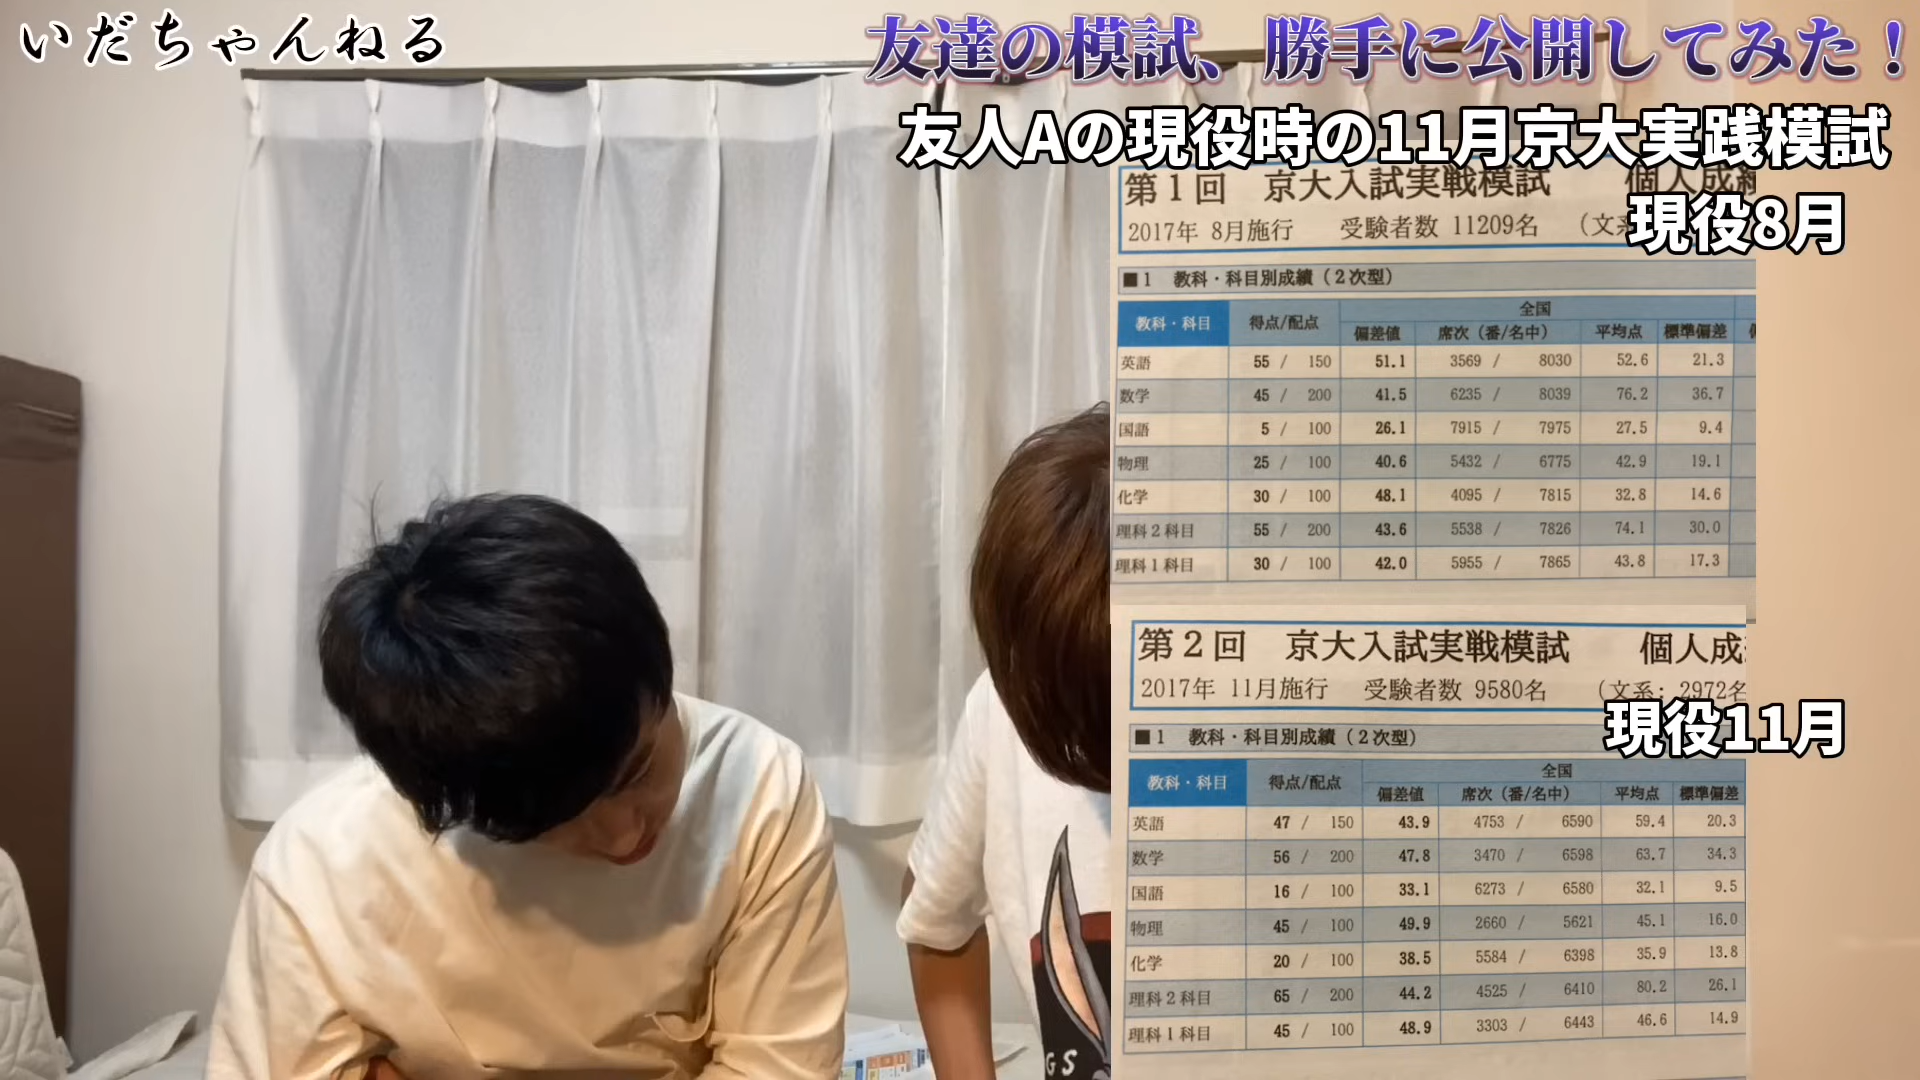 いだちゃんねる
友達の模試、勝手に公開してみた！
友人Aの現役時の11月京大実践模試
第1回 京大入試実戦模試 個人成
現役8月
2017年 8月施行 受験者数 11209名 （文系
■1 教科・科目別成績（2次型）
教科・科目 得点/配点 全国
偏差値 席次（番/名中） 平均点 標準偏差
英語 55 / 150 51.1 3569 / 8030 52.6 21.3
数学 45 / 200 41.5 6235 / 8039 76.2 36.7
国語 5 / 100 26.1 7915 / 7975 27.5 9.4
物理 25 / 100 40.6 5432 / 6775 42.9 19.1
化学 30 / 100 48.1 4095 / 7815 32.8 14.6
理科2科目 55 / 200 43.6 5538 / 7826 74.1 30.0
理科1科目 30 / 100 42.0 5955 / 7865 43.8 17.3
第2回 京大入試実戦模試 個人成
2017年 11月施行 受験者数 9580名 （文系: 2972名
現役11月
■1 教科・科目別成績（2次型）
教科・科目 得点/配点 全国
偏差値 席次（番/名中） 平均点 標準偏差
英語 47 / 150 43.9 4753 / 6590 59.4 20.3
数学 56 / 200 47.8 3470 / 6598 63.7 34.3
国語 16 / 100 33.1 6273 / 6580 32.1 9.5
物理 45 / 100 49.9 2660 / 5621 45.1 16.0
化学 20 / 100 38.5 5584 / 6398 35.9 13.8
理科2科目 65 / 200 44.2 4525 / 6410 80.2 26.1
理科1科目 45 / 100 48.9 3303 / 6443 46.6 14.9
GS